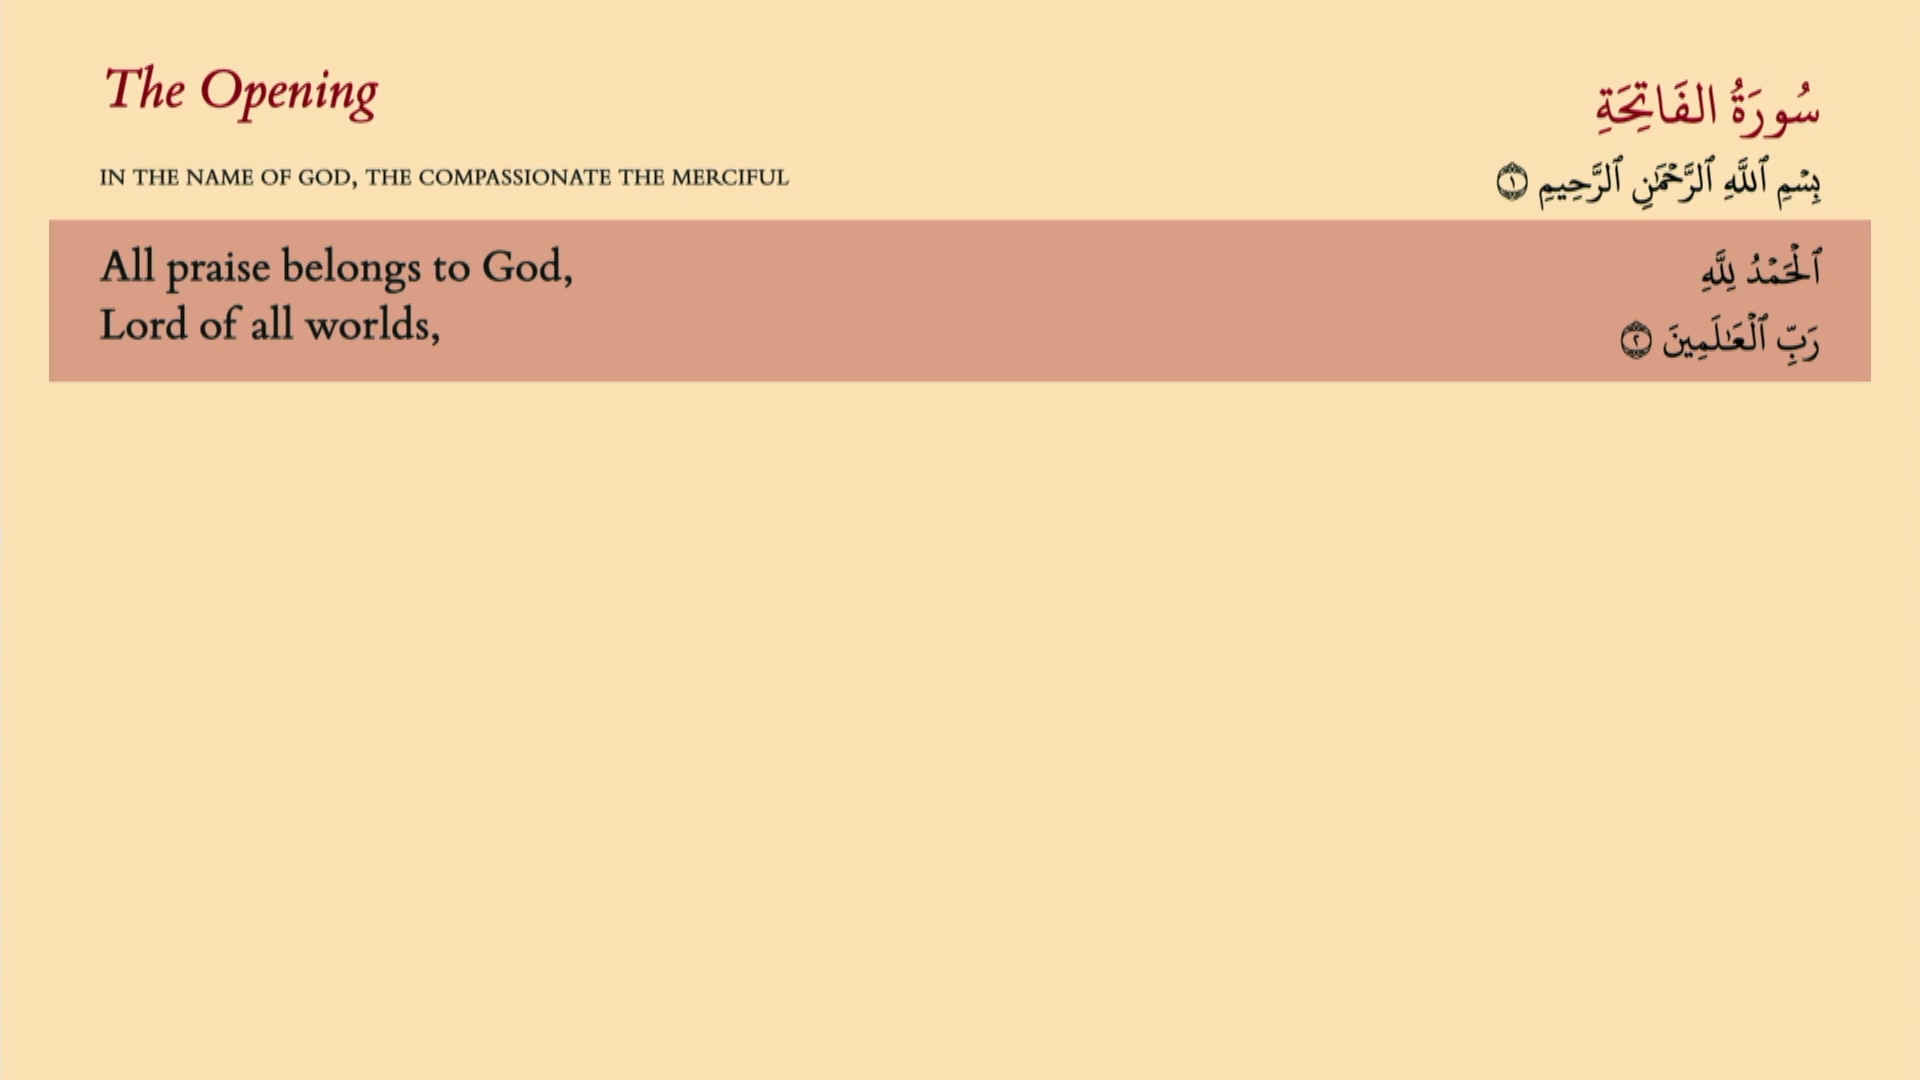 The Opening
سُورَةُ الفَاتِحَةِ
IN THE NAME OF GOD, THE COMPASSIONATE THE MERCIFUL
بِسْمِ ٱللَّهِ ٱلرَّحْمَٰنِ ٱلرَّحِيمِ ١
All praise belongs to God,
ٱلْحَمْدُ لِلَّهِ
Lord of all worlds,
رَبِّ ٱلْعَٰلَمِينَ ٢